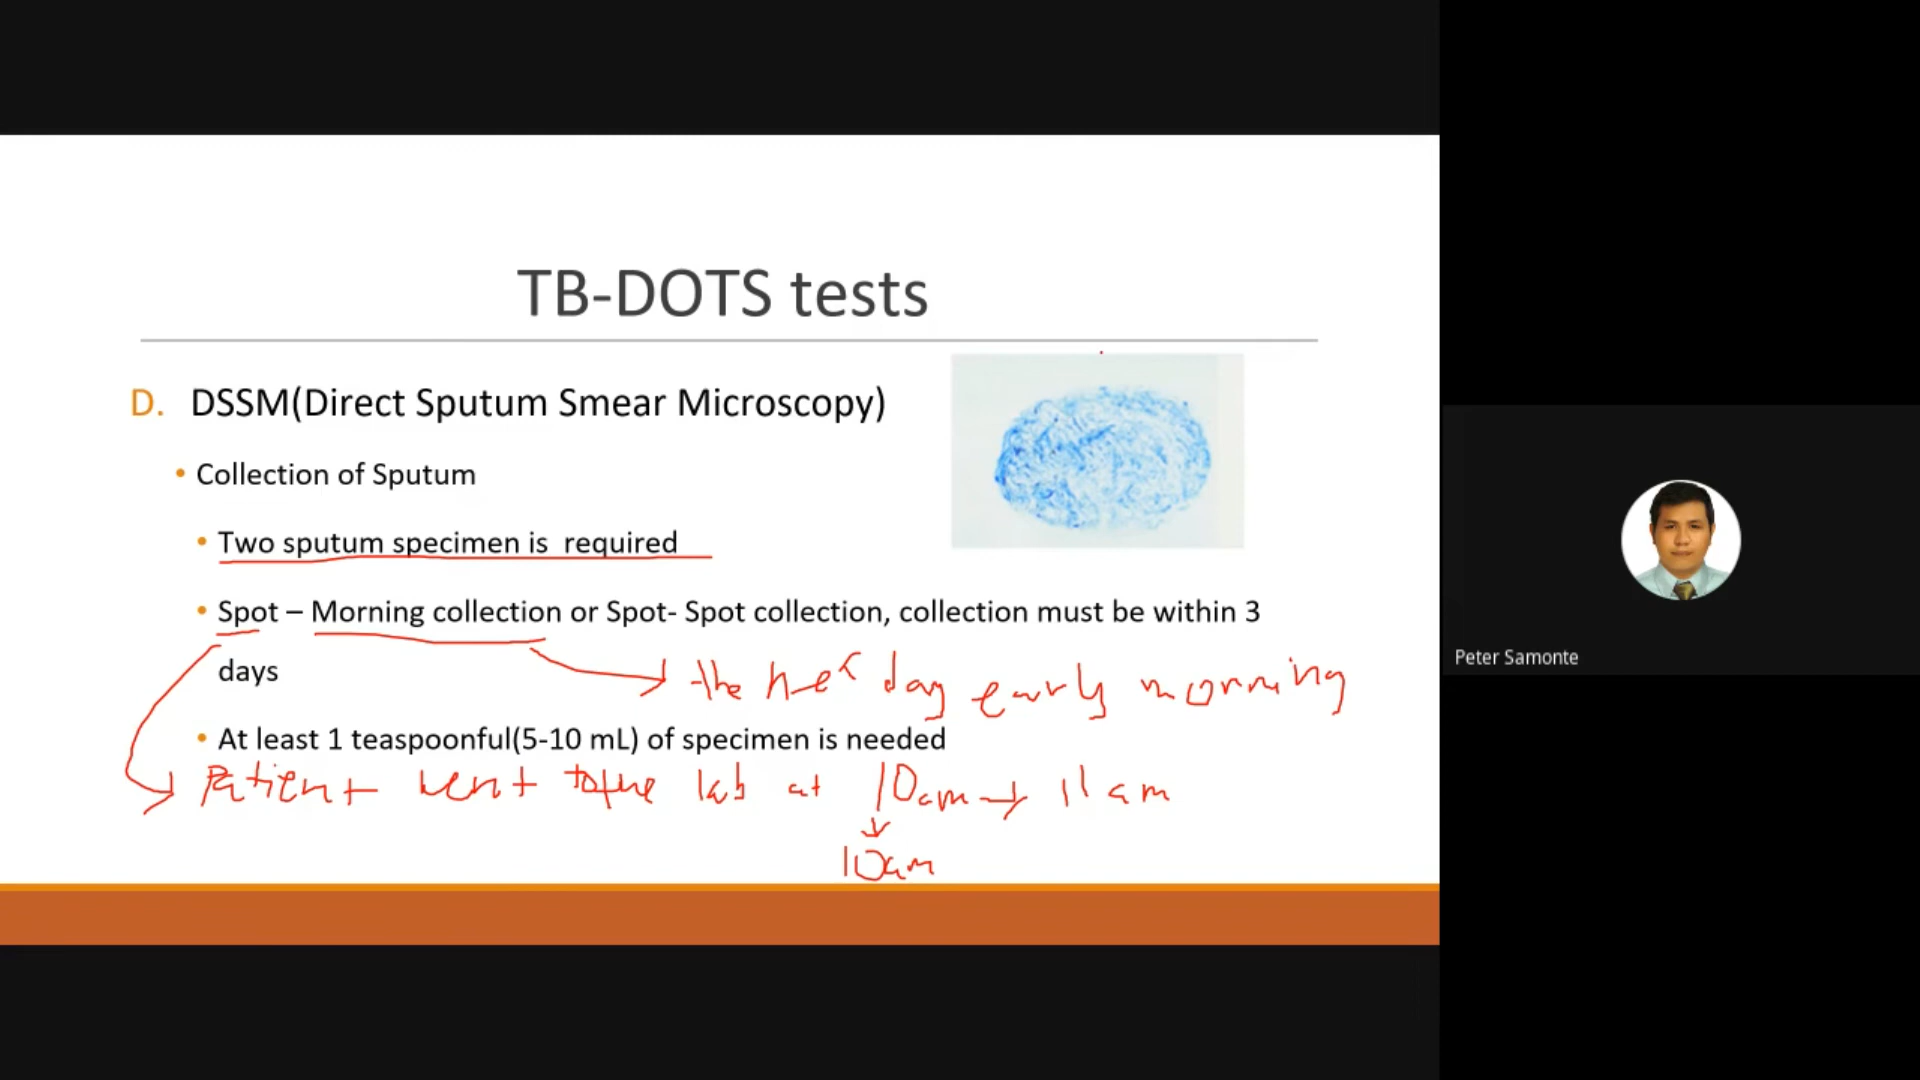 TB-DOTS tests
D. DSSM(Direct Sputum Smear Microscopy)
• Collection of Sputum
• Two sputum specimen is required
• Spot – Morning collection or Spot- Spot collection, collection must be within 3
days
the next day early morning
• At least 1 teaspoonful(5-10 mL) of specimen is needed
Patient went to the lab at 10am → 11am
10am
Peter Samonte